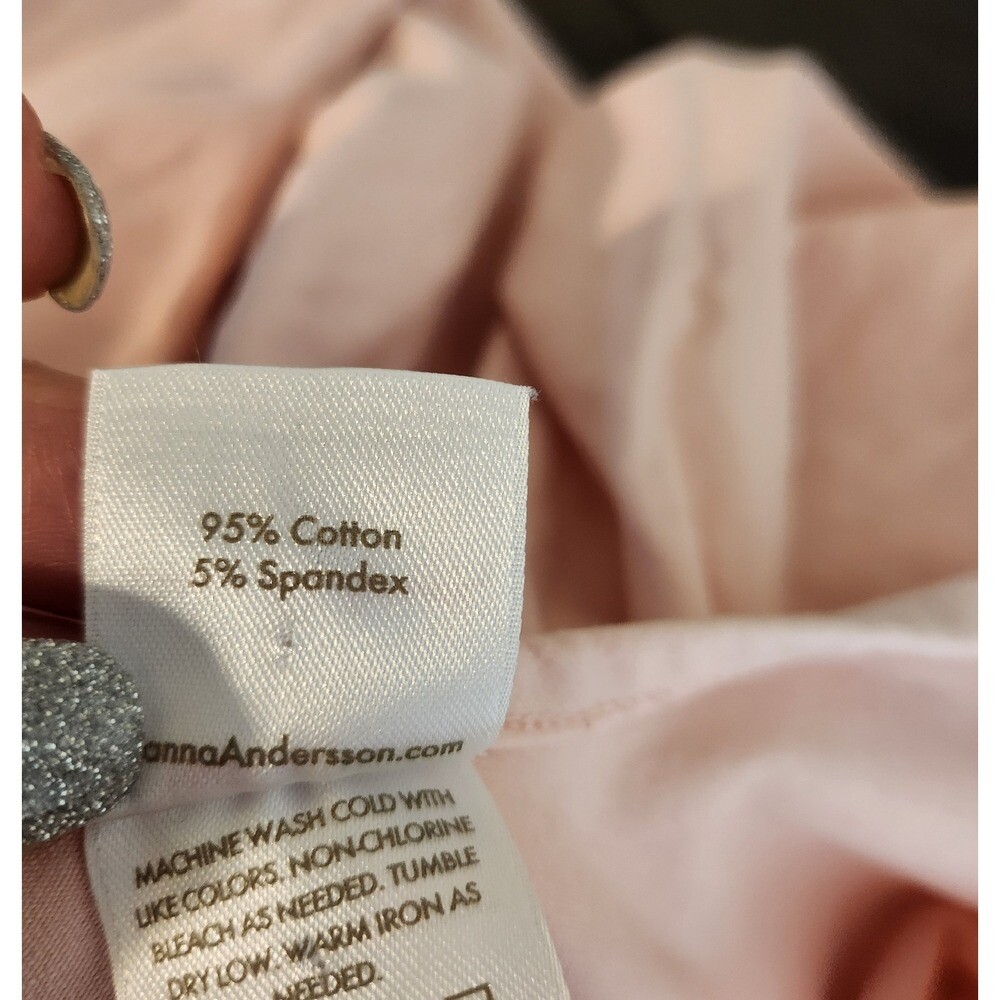 95% Cotton
5% Spandex
annaAndersson.com
MACHINE WASH COLD WITH
LIKE COLORS. NON-CHLORINE
BLEACH AS NEEDED. TUMBLE
DRY LOW. WARM IRON AS
NEEDED.